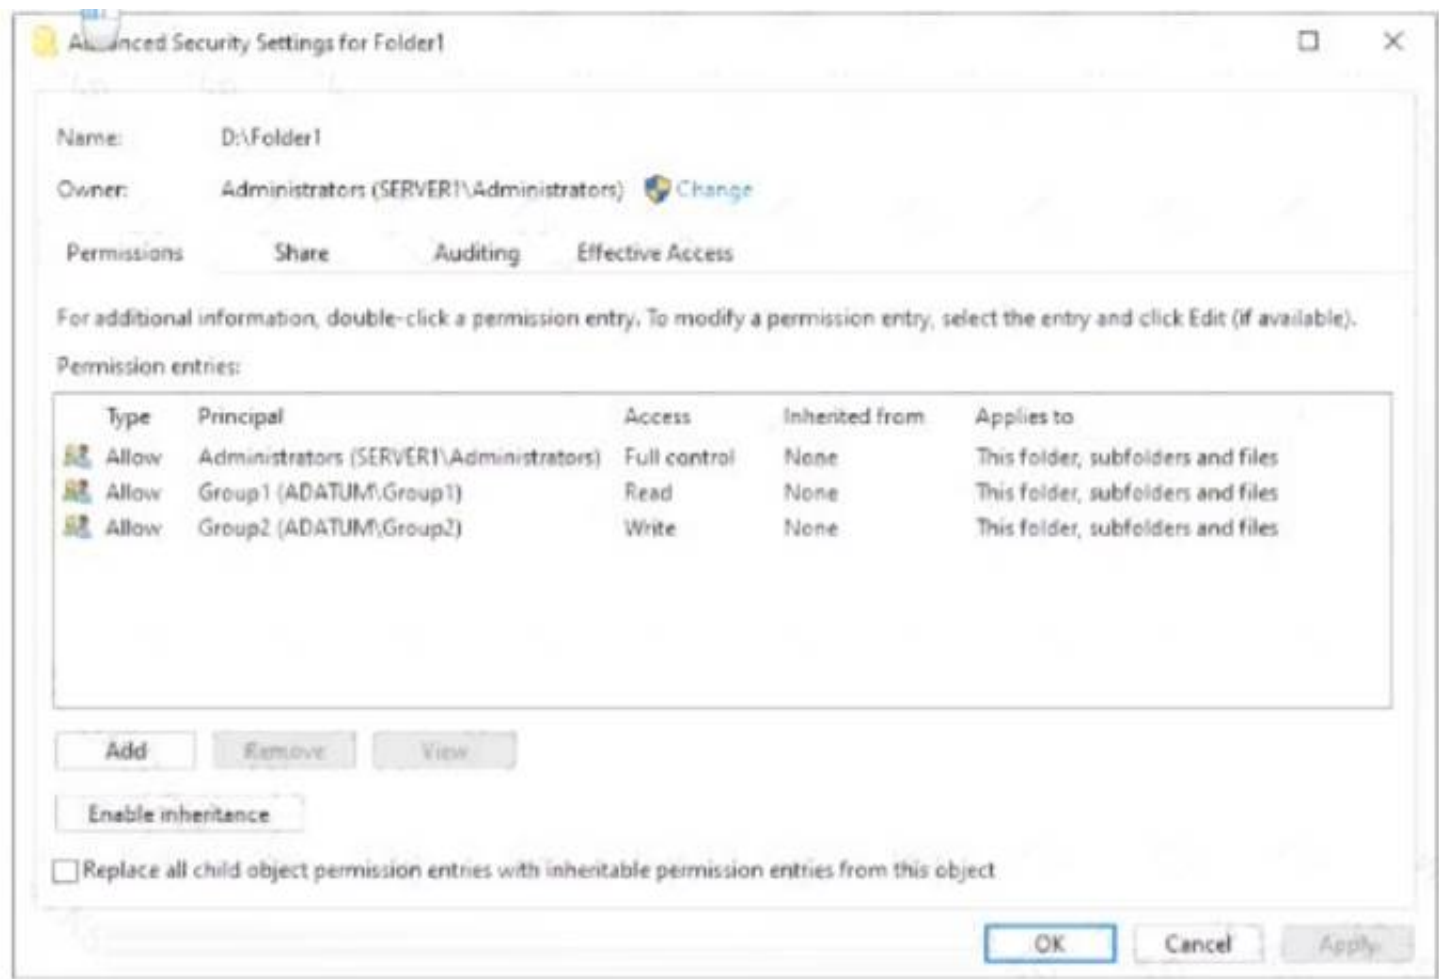 Advanced Security Settings for Folder1
Name: D:\Folder1
Owner: Administrators (SERVER1\Administrators) Change
Permissions Share Auditing Effective Access
For additional information, double-click a permission entry. To modify a permission entry, select the entry and click Edit (if available).
Permission entries:
Type Principal Access Inherited from Applies to
Allow Administrators (SERVER1\Administrators) Full control None This folder, subfolders and files
Allow Group1 (ADATUM\Group1) Read None This folder, subfolders and files
Allow Group2 (ADATUM\Group2) Write None This folder, subfolders and files
Add Remove View
Enable inheritance
Replace all child object permission entries with inheritable permission entries from this object
OK Cancel Apply